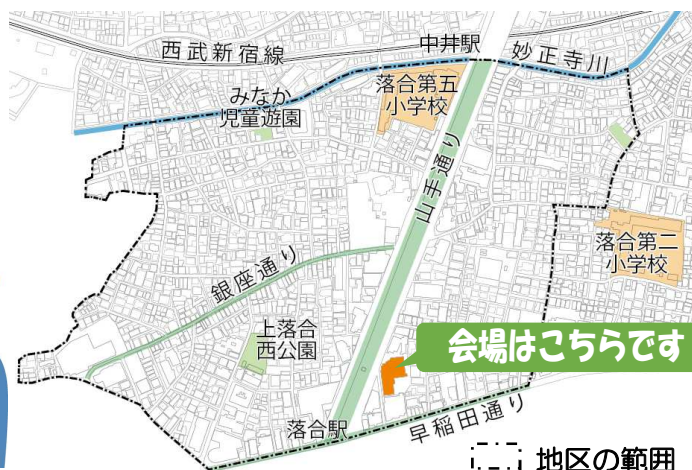 西武新宿線
中井駅
妙正寺川
みなか
児童遊園
落合第五
小学校
山手通り
落合第二
小学校
銀座通り
上落合
西公園
会場はこちらです
落合駅
早稲田通り
地区の範囲